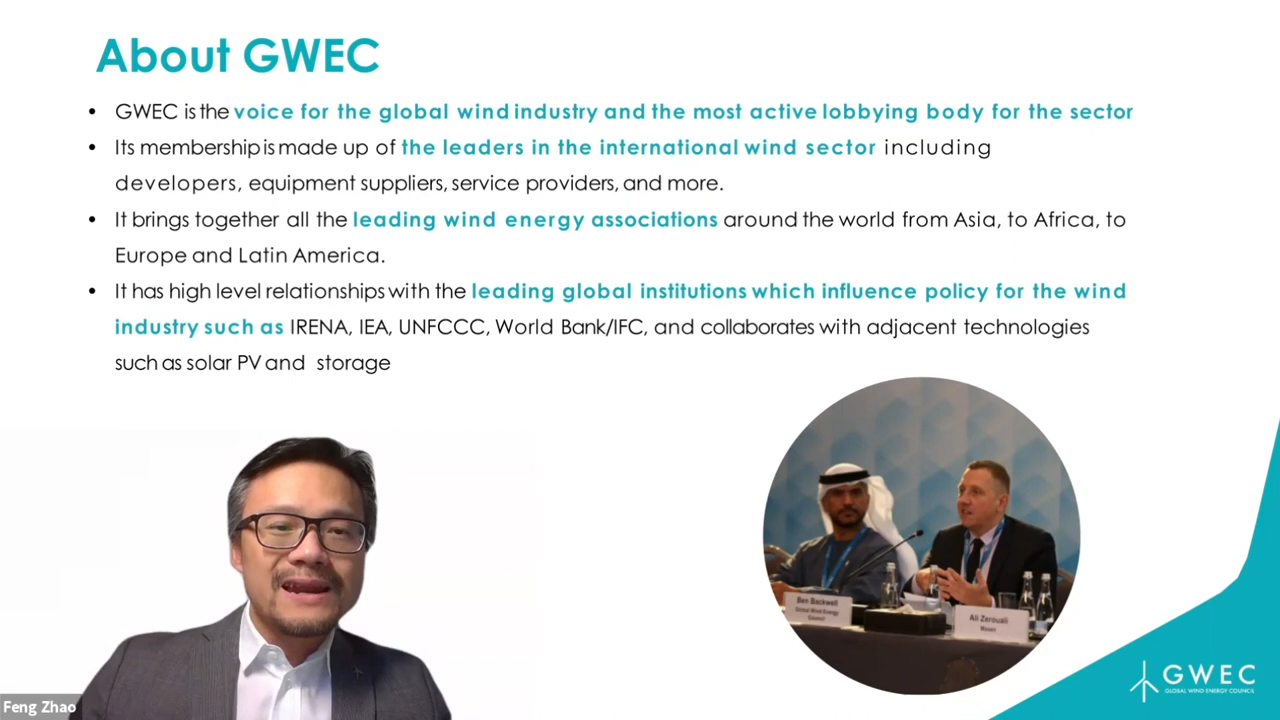 About GWEC
• GWEC is the voice for the global wind industry and the most active lobbying body for the sector
• Its membership is made up of the leaders in the international wind sector including
developers, equipment suppliers, service providers, and more.
• It brings together all the leading wind energy associations around the world from Asia, to Africa, to
Europe and Latin America.
• It has high level relationships with the leading global institutions which influence policy for the wind
industry such as IRENA, IEA, UNFCCC, World Bank/IFC, and collaborates with adjacent technologies
such as solar PV and storage
Ben Backwell
Global Wind Energy
Council
Ali Zerouali
Masen
Feng Zhao
GWEC
GLOBAL WIND ENERGY COUNCIL